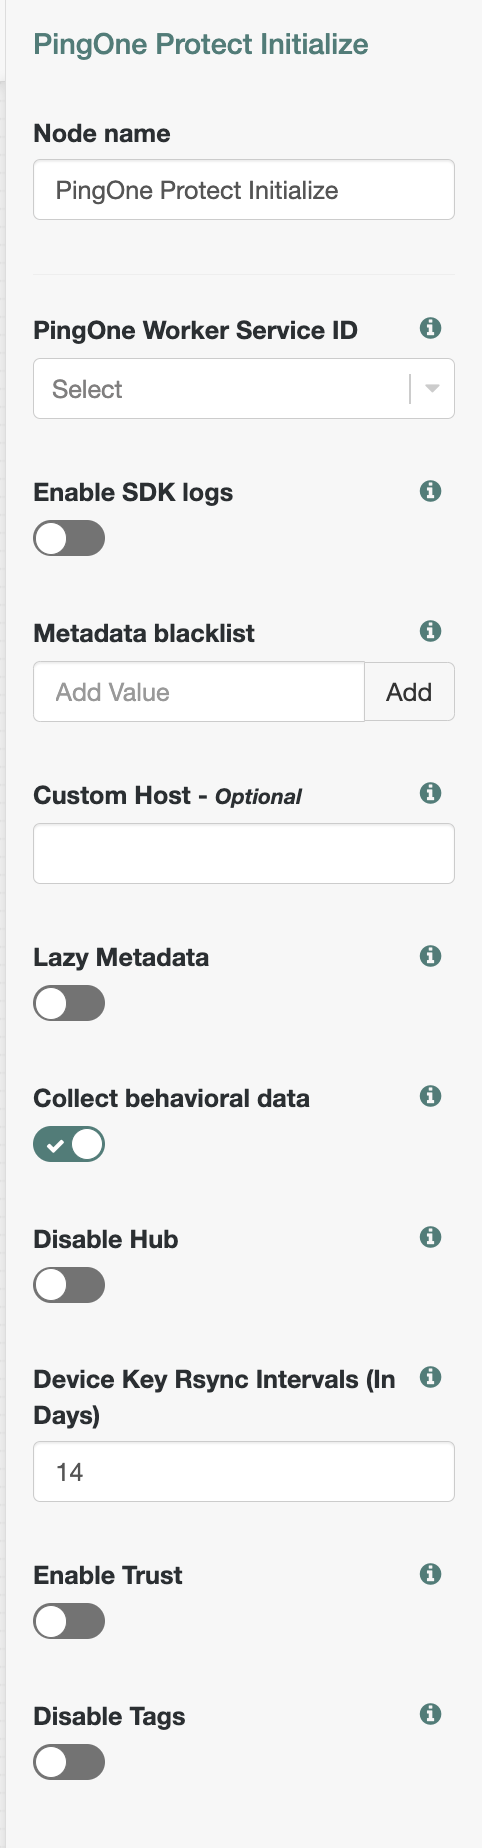 PingOne Protect Initialize
Node name
PingOne Protect Initialize
PingOne Worker Service ID
Select
Enable SDK logs
Metadata blacklist
Add Value
Add
Custom Host - Optional
Lazy Metadata
Collect behavioral data
Disable Hub
Device Key Rsync Intervals (In
Days)
14
Enable Trust
Disable Tags